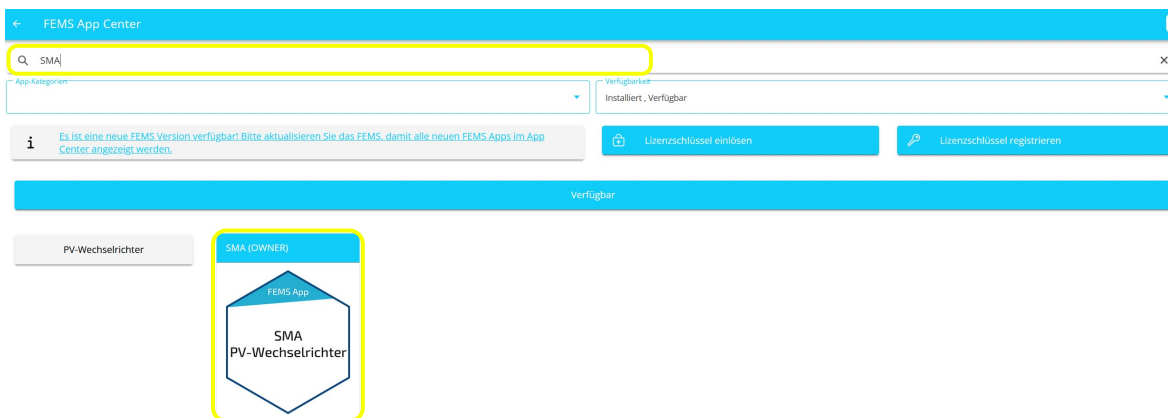 FEMS App Center
SMA
App-Kategorien
Verfügbarkeit
Installiert , Verfügbar
i
Es ist eine neue FEMS Version verfügbar! Bitte aktualisieren Sie das FEMS, damit alle neuen FEMS Apps im App
Center angezeigt werden.
Lizenzschlüssel einlösen
Lizenzschlüssel registrieren
Verfügbar
PV-Wechselrichter
SMA (OWNER)
FEMS App
SMA
PV-Wechselrichter